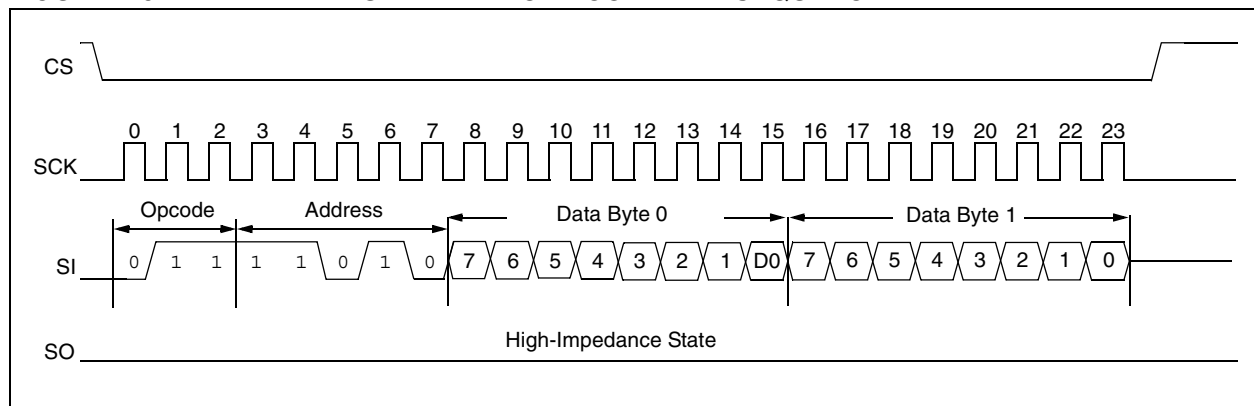 CS
0 1 2 3 4 5 6 7 8 9 10 11 12 13 14 15 16 17 18 19 20 21 22 23
SCK
Opcode Address Data Byte 0 Data Byte 1
SI 0 1 1 1 1 0 1 0 7 6 5 4 3 2 1 D0 7 6 5 4 3 2 1 0
High-Impedance State
SO